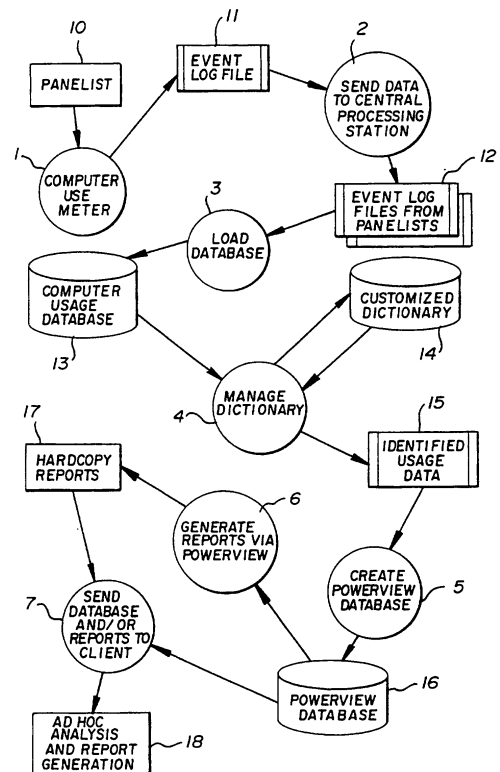 10
PANELIST
11
EVENT
LOG FILE
2
SEND DATA
TO CENTRAL
PROCESSING
STATION
1
COMPUTER
USE
METER
12
EVENT LOG
FILES FROM
PANELISTS
3
LOAD
DATABASE
COMPUTER
USAGE
DATABASE
13
CUSTOMIZED
DICTIONARY
14
MANAGE
DICTIONARY
4
15
IDENTIFIED
USAGE
DATA
17
HARDCOPY
REPORTS
6
GENERATE
REPORTS VIA
POWERVIEW
CREATE
POWERVIEW
DATABASE
5
7
SEND
DATABASE
AND/OR
REPORTS TO
CLIENT
POWERVIEW
DATABASE
16
AD HOC
ANALYSIS
AND REPORT
GENERATION
18